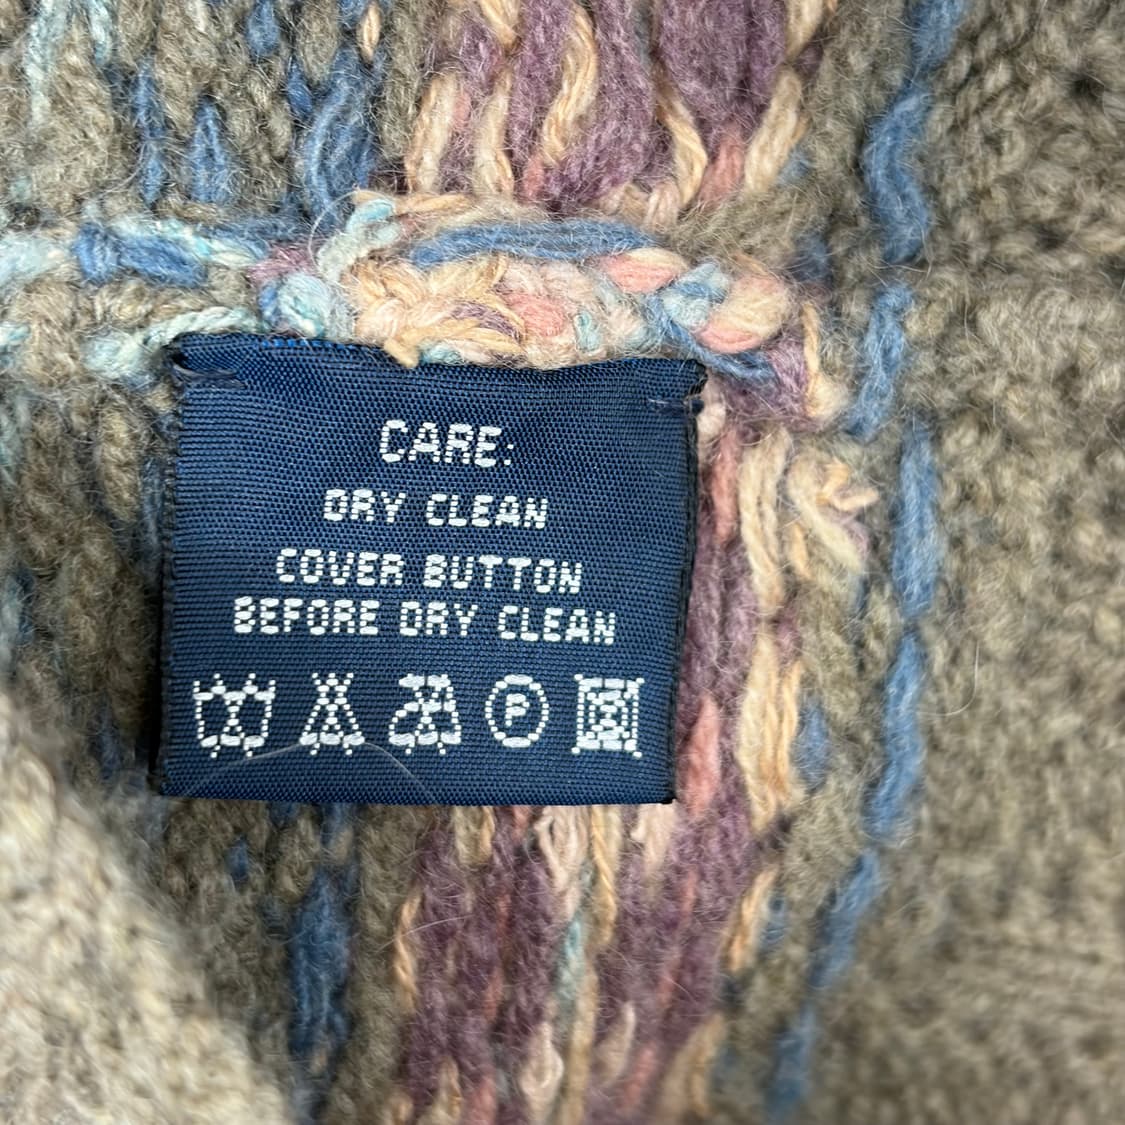 CARE:
DRY CLEAN
COVER BUTTON
BEFORE DRY CLEAN
P